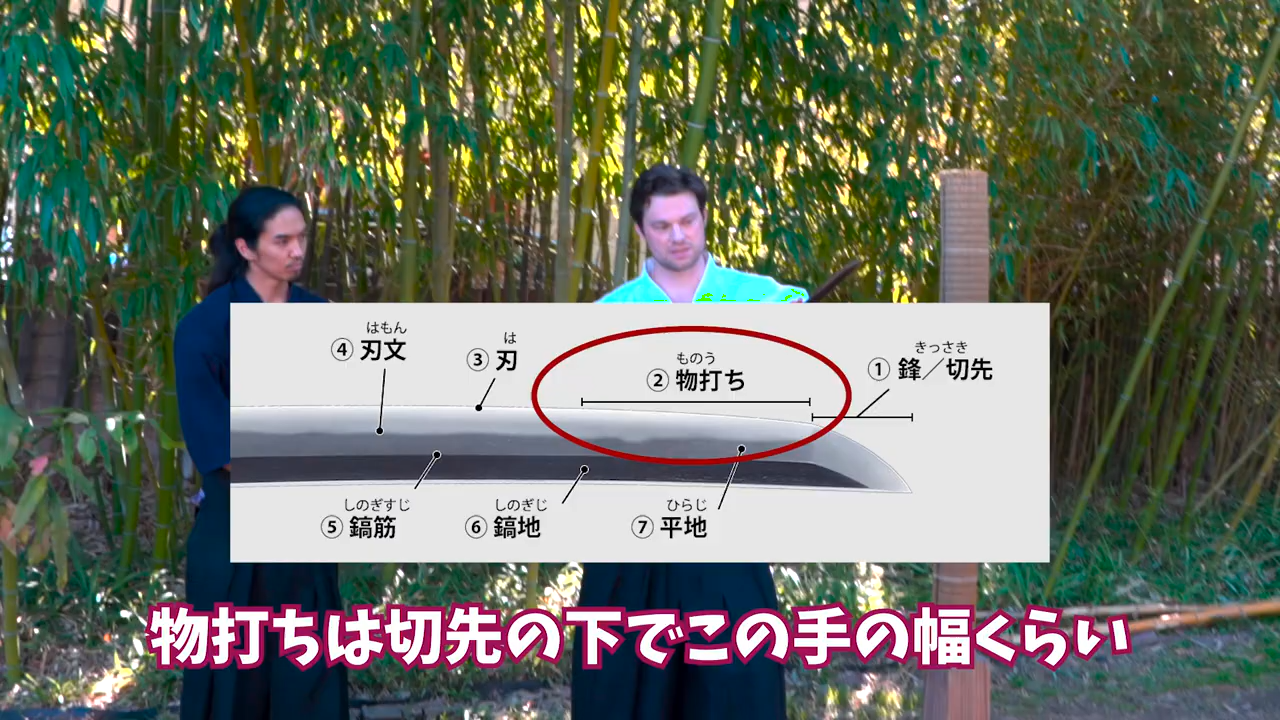 はもん
④ 刃文
は
③ 刃
ものう
② 物打ち
きっさき
① 鋒／切先
しのぎすじ
⑤ 鎬筋
しのぎじ
⑥ 鎬地
ひらじ
⑦ 平地
物打ちは切先の下でこの手の幅くらい